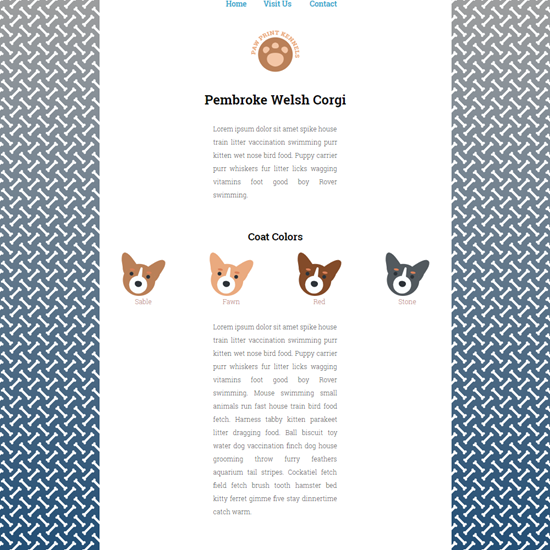 Home Visit Us Contact
PAW PRINT KENNELS
Pembroke Welsh Corgi
Lorem ipsum dolor sit amet spike house
train litter vaccination swimming purr
kitten wet nose bird food. Puppy carrier
purr whiskers fur litter licks wagging
vitamins foot good boy Rover
swimming.
Coat Colors
Sable Fawn Red Stone
Lorem ipsum dolor sit amet spike house
train litter vaccination swimming purr
kitten wet nose bird food. Puppy carrier
purr whiskers fur litter licks wagging
vitamins foot good boy Rover
swimming. Mouse swimming small
animals run fast house train bird food
fetch. Harness tabby kitten parakeet
litter dragging food. Ball biscuit toy
water dog vaccination finch dog house
grooming throw furry feathers
aquarium tail stripes. Cockatiel fetch
field fetch brush tooth hamster bed
kitty ferret gimme five stay dinnertime
catch warm.